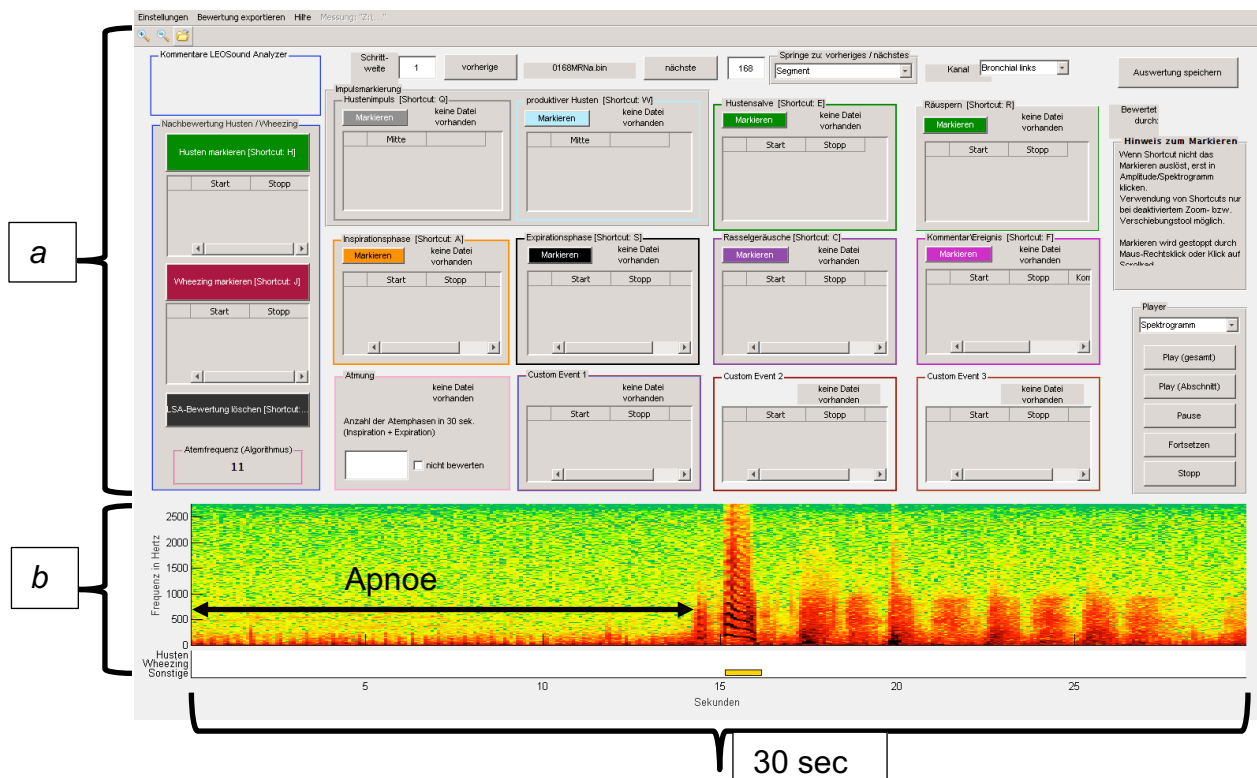 Einstellungen Bewertung exportieren Hilfe Messung: "Z:\,..."
Kommentare LEOSound Analyzer
Schritt-
weite
1
vorherige
0168MRNa.bin
nächste
168
Springe zu: vorheriges / nächstes
Segment
Kanal
Bronchial links
Auswertung speichern
Impulsmarkierung
Hustenimpuls [Shortcut: Q]
Markieren
keine Datei
vorhanden
Mitte
produktiver Husten [Shortcut: W]
Markieren
keine Datei
vorhanden
Mitte
Hustensalve [Shortcut: E]
Markieren
keine Datei
vorhanden
Start Stopp
Räuspern [Shortcut: R]
Markieren
keine Datei
vorhanden
Start Stopp
Bewertet
durch:
Hinweis zum Markieren
Wenn Shortcut nicht das
Markieren auslöst, erst in
Amplitude/Spektrogramm
klicken.
Verwendung von Shortcuts nur
bei deaktiviertem Zoom- bzw.
Verschiebungstool möglich.
Markieren wird gestoppt durch
Maus-Rechtsklick oder Klick auf
Nachbewertung Husten / Wheezing
Husten markieren [Shortcut: H]
Start Stopp
Wheezing markieren [Shortcut: J]
Start Stopp
LSA-Bewertung löschen [Shortcut:...
Atemfrequenz (Algorithmus)
11
a
Inspirationsphase [Shortcut: A]
Markieren
keine Datei
vorhanden
Start Stopp
Expirationsphase [Shortcut: S]
Markieren
keine Datei
vorhanden
Start Stopp
Rasselgeräusche [Shortcut: C]
Markieren
keine Datei
vorhanden
Start Stopp
Kommentar\Ereignis [Shortcut: F]
Markieren
keine Datei
vorhanden
Start Stopp Kom
Atmung
keine Datei
vorhanden
Anzahl der Atemphasen in 30 sek.
(Inspiration + Expiration)
nicht bewerten
Custom Event 1
keine Datei
vorhanden
Start Stopp
Custom Event 2
keine Datei
vorhanden
Start Stopp
Custom Event 3
keine Datei
vorhanden
Start Stopp
Player
Spektrogramm
Play (gesamt)
Play (Abschnitt)
Pause
Fortsetzen
Stopp
b
Frequenz in Hertz
2500
2000
1500
1000
500
0
Apnoe
Husten
Wheezing
Sonstige
5 10 15 20 25
Sekunden
30 sec